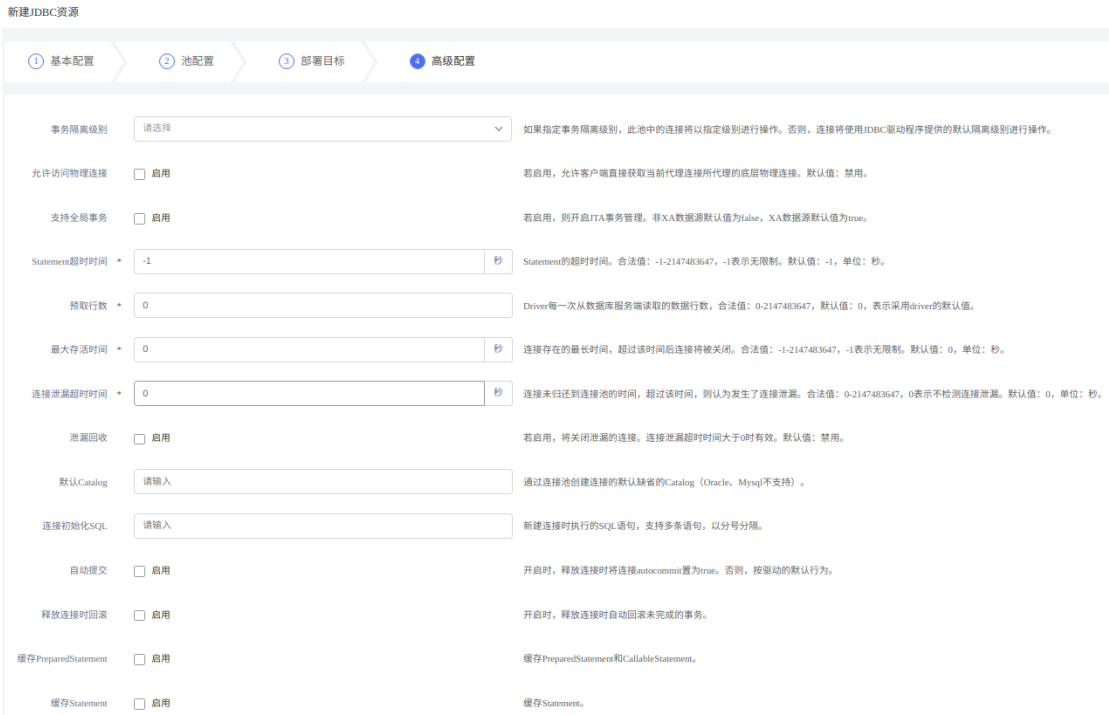 新建JDBC资源
1 基本配置 2 池配置 3 部署目标 4 高级配置
事务隔离级别 请选择 如果指定事务隔离级别，此池中的连接将以指定级别进行操作。否则，连接将使用JDBC驱动程序提供的默认隔离级别进行操作。
允许访问物理连接 启用 若启用，允许客户端直接获取当前代理连接所代理的底层物理连接。默认值：禁用。
支持全局事务 启用 若启用，则开启JTA事务管理。非XA数据源默认值为false，XA数据源默认值为true。
Statement超时时间 * -1 秒 Statement的超时时间。合法值：-1-2147483647，-1表示无限制。默认值：-1，单位：秒。
预取行数 * 0 Driver每一次从数据库服务端读取的数据行数，合法值：0-2147483647，默认值：0，表示采用driver的默认值。
最大存活时间 * 0 秒 连接存在的最长时间，超过该时间后连接将被关闭。合法值：-1-2147483647，-1表示无限制。默认值：0，单位：秒。
连接泄漏超时时间 * 0 秒 连接未归还到连接池的时间，超过该时间，则认为发生了连接泄漏。合法值：0-2147483647，0表示不检测连接泄漏。默认值：0，单位：秒。
泄漏回收 启用 若启用，将关闭泄漏的连接。连接泄漏超时时间大于0时有效。默认值：禁用。
默认Catalog 请输入 通过连接池创建连接的默认缺省的Catalog（Oracle、Mysql不支持）。
连接初始化SQL 请输入 新建连接时执行的SQL语句，支持多条语句，以分号分隔。
自动提交 启用 开启时，释放连接时将连接autocommit置为true。否则，按驱动的默认行为。
释放连接时回滚 启用 开启时，释放连接时自动回滚未完成的事务。
缓存PreparedStatement 启用 缓存PreparedStatement和CallableStatement。
缓存Statement 启用 缓存Statement。